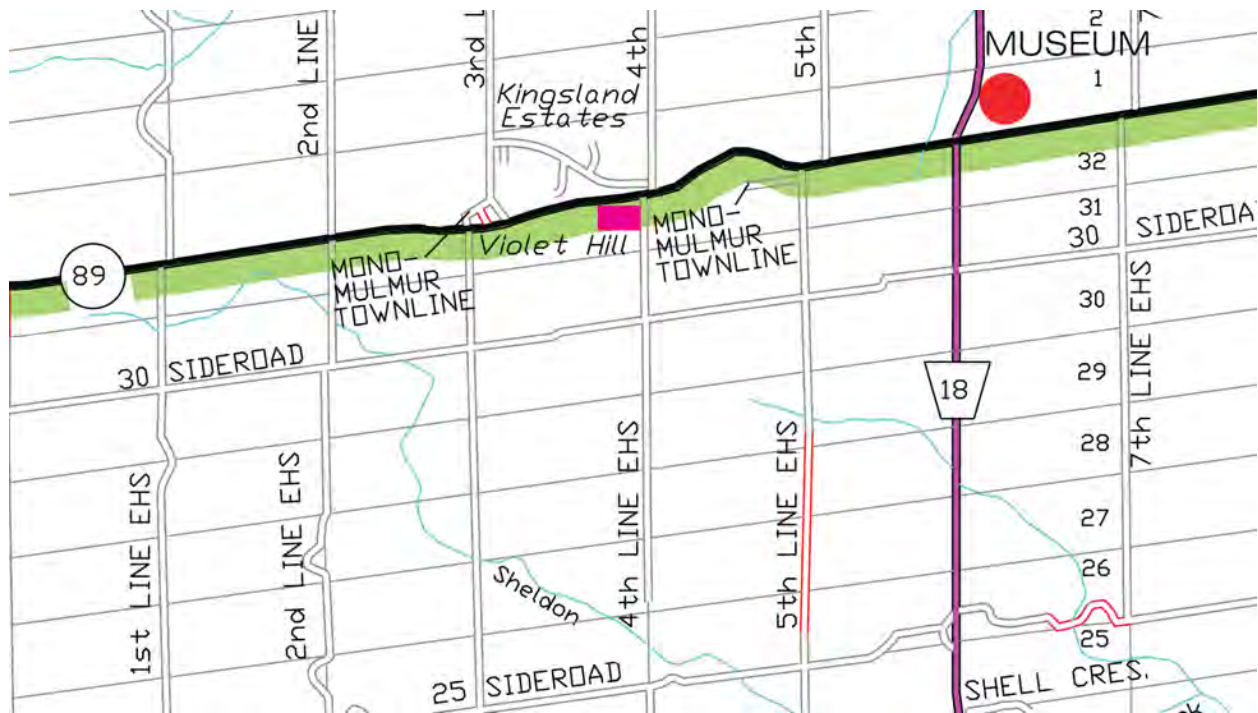 2
MUSEUM
1
2nd LINE
3rd L
4th
5th
Kingsland
Estates
32
31
30
SIDEROA
MONO-
MULMUR
TOWNLINE
Violet Hill
MONO-
MULMUR
TOWNLINE
89
30
30 SIDEROAD
29
18
28
7th LINE EHS
27
26
25
1st LINE EHS
2nd LINE EHS
Sheldon
4th LINE EHS
5th LINE EHS
25 SIDEROAD
SHELL CRES.